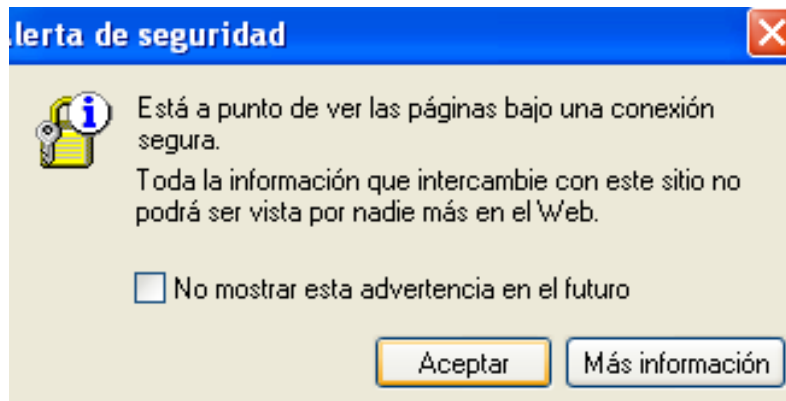 lerta de seguridad
Está a punto de ver las páginas bajo una conexión
segura.
Toda la información que intercambie con este sitio no
podrá ser vista por nadie más en el Web.
No mostrar esta advertencia en el futuro
Aceptar
Más información